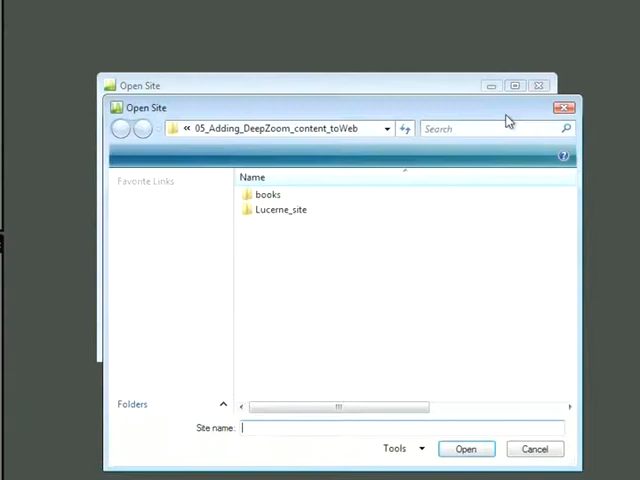 Open Site
Open Site
« 05_Adding_DeepZoom_content_toWeb
Search
Favorite Links
Name
books
Lucerne_site
Folders
Site name:
Tools
Open
Cancel